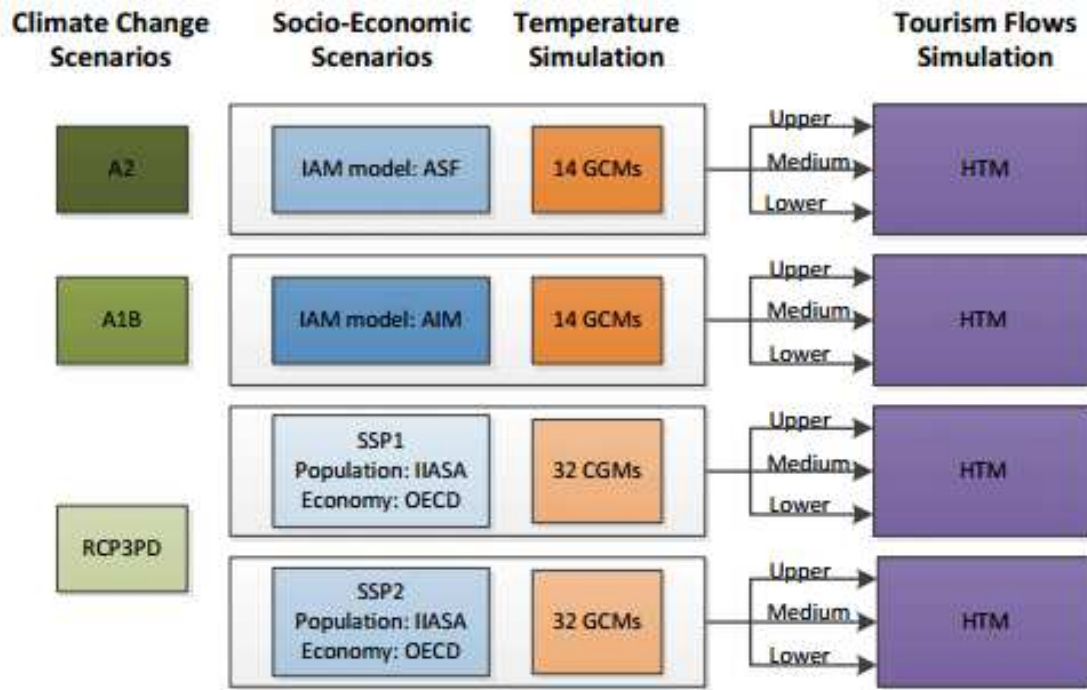 Climate Change
Scenarios
Socio-Economic
Scenarios
Temperature
Simulation
Tourism Flows
Simulation
A2
IAM model: ASF
14 GCMs
Upper
Medium
Lower
HTM
A1B
IAM model: AIM
14 GCMs
Upper
Medium
Lower
HTM
RCP3PD
SSP1
Population: IIASA
Economy: OECD
32 CGMs
Upper
Medium
Lower
HTM
SSP2
Population: IIASA
Economy: OECD
32 GCMs
Upper
Medium
Lower
HTM